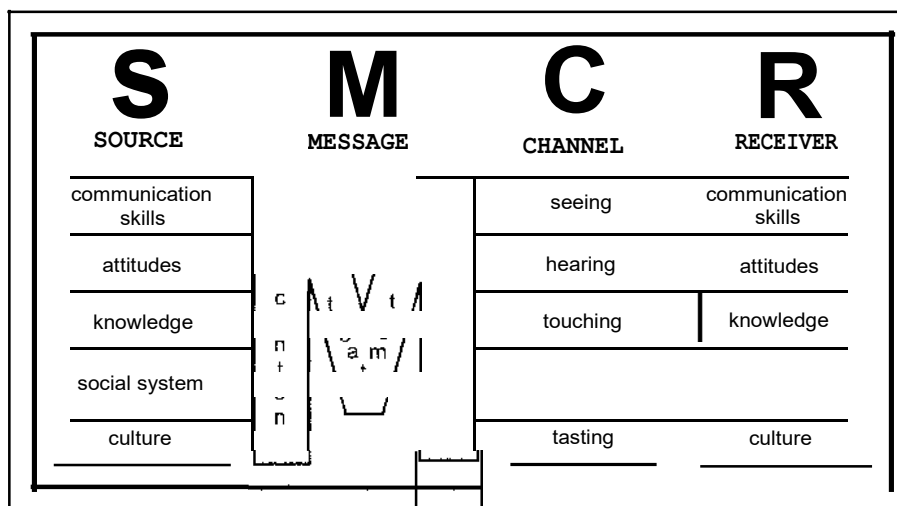 S M C R
SOURCE MESSAGE CHANNEL RECEIVER
communication
skills
seeing
communication
skills
attitudes
hearing
attitudes
knowledge
touching
knowledge
social system
culture
tasting
culture